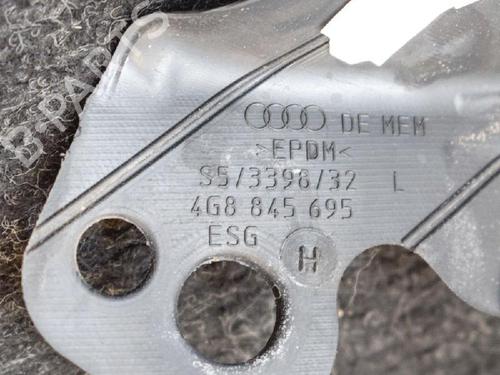 B-PARTS
DE MEM
>EPDM<
S5/3398/32 L
4G8 845 695
ESG H